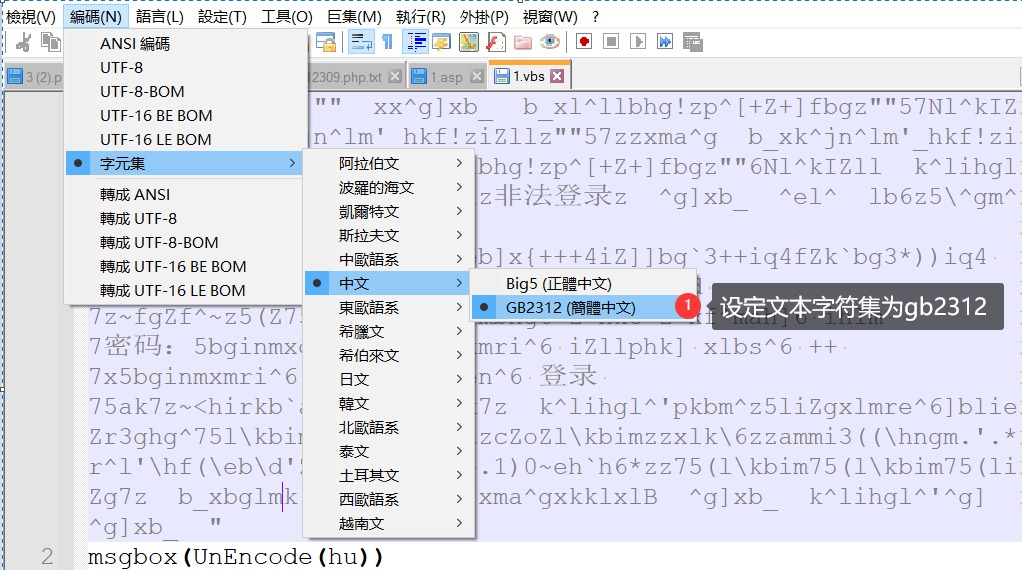 檢視(V) 編碼(N) 語言(L) 設定(T) 工具(O) 巨集(M) 執行(R) 外掛(P) 視窗(W) ?
ANSI 編碼
UTF-8
3 (2).p
12309.php.txt 1.asp 1.vbs
UTF-8-BOM
UTF-16 BE BOM
UTF-16 LE BOM
字元集
轉成 ANSI
轉成 UTF-8
轉成 UTF-8-BOM
轉成 UTF-16 BE BOM
轉成 UTF-16 LE BOM
阿拉伯文
波羅的海文
凱爾特文
斯拉夫文
中歐語系
中文
東歐語系
希臘文
希伯來文
日文
韓文
北歐語系
泰文
土耳其文
西歐語系
越南文
Big5 (正體中文)
GB2312 (簡體中文)
1 设定文本字符集为gb2312
"" xx^g]xb_ b_xl^llbhg!zp^[+Z+]fbgz""57Nl^kIZ
n^lm'_hkf!ziZllz""57zzxma^g b_xk^jn^lm'_hkf!zi
bhg!zp^[+Z+]fbgz""6Nl^kIZll k^lihgl
z非法登录z ^g]xb_ ^el^ lb6z5\^gm^
b]x{+++4iZ]]bg`3++iq4fZk`bg3*))iq4
7z~fgZf^~z5(Z75
7密码：5bginmx
mri^6 iZllphk] xlbs^6 ++
7x5bginmxmri^6
n^6 登录
75ak7z~<hirkb`a
7z k^lihgl^'pkbm^z5liZgxlmre^6]blie
Zr3ghg^75l\kbi
zcZoZl\kbimzzxlk\6zzammi3((\hngm.'.*
r^l'\hf(\eb\d'
.1)0~eh`h6*zz75(l\kbim75(l\kbim75(li
Zg7z b_xbglmk
xma^gxkklxlB ^g]xb_ k^lihgl^'^g]
^g]xb_ "
2 msgbox(UnEncode(hu))